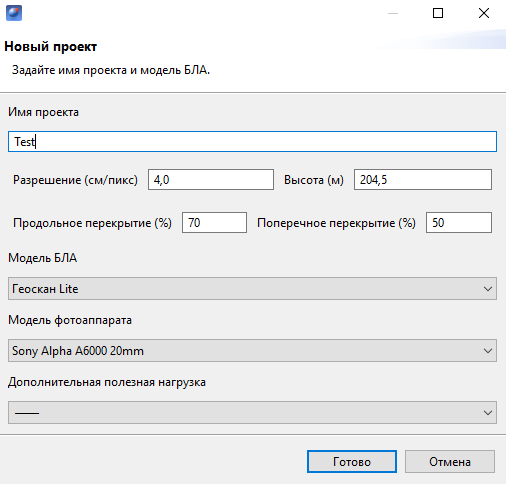 Новый проект
Задайте имя проекта и модель БЛА.
Имя проекта
Test
Разрешение (см/пикс) 4,0 Высота (м) 204,5
Продольное перекрытие (%) 70 Поперечное перекрытие (%) 50
Модель БЛА
Геоскан Lite
Модель фотоаппарата
Sony Alpha A6000 20mm
Дополнительная полезная нагрузка
——
Готово Отмена